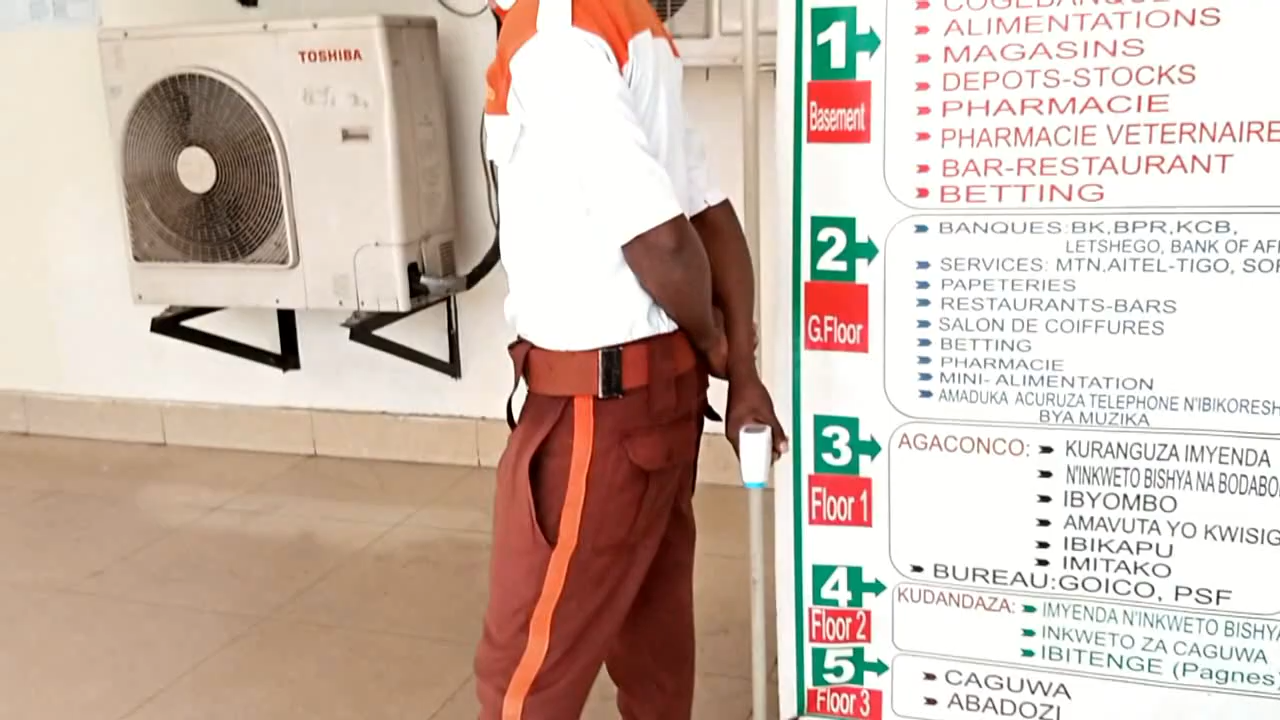 TOSHIBA
1
Basement
ALIMENTATIONS
MAGASINS
DEPOTS-STOCKS
PHARMACIE
PHARMACIE VETERNAIRE
BAR-RESTAURANT
BETTING
2
G.Floor
BANQUES:BK,BPR,KCB,
LETSHEGO, BANK OF
SERVICES: MTN.AITEL-TIGO,
PAPETERIES
RESTAURANTS-BARS
SALON DE COIFFURES
BETTING
PHARMACIE
MINI- ALIMENTATION
AMADUKA ACURUZA TELEPHONE
BYA MUZIKA
3
Floor 1
AGACONCO:
KURANGUZA IMYENDA
N'INKWETO BISHYA NA
IBYOMBO
AMAVUTA YO
IBIKAPU
IMITAKO
BUREAU:GOICO, PSF
4
Floor 2
KUDANDAZA:
IMYENDA N'INKWETO BISHYA
INKWETO ZA CAGUWA
IBITENGE (Pagnes)
5
Floor 3
CAGUWA
ABADOZI